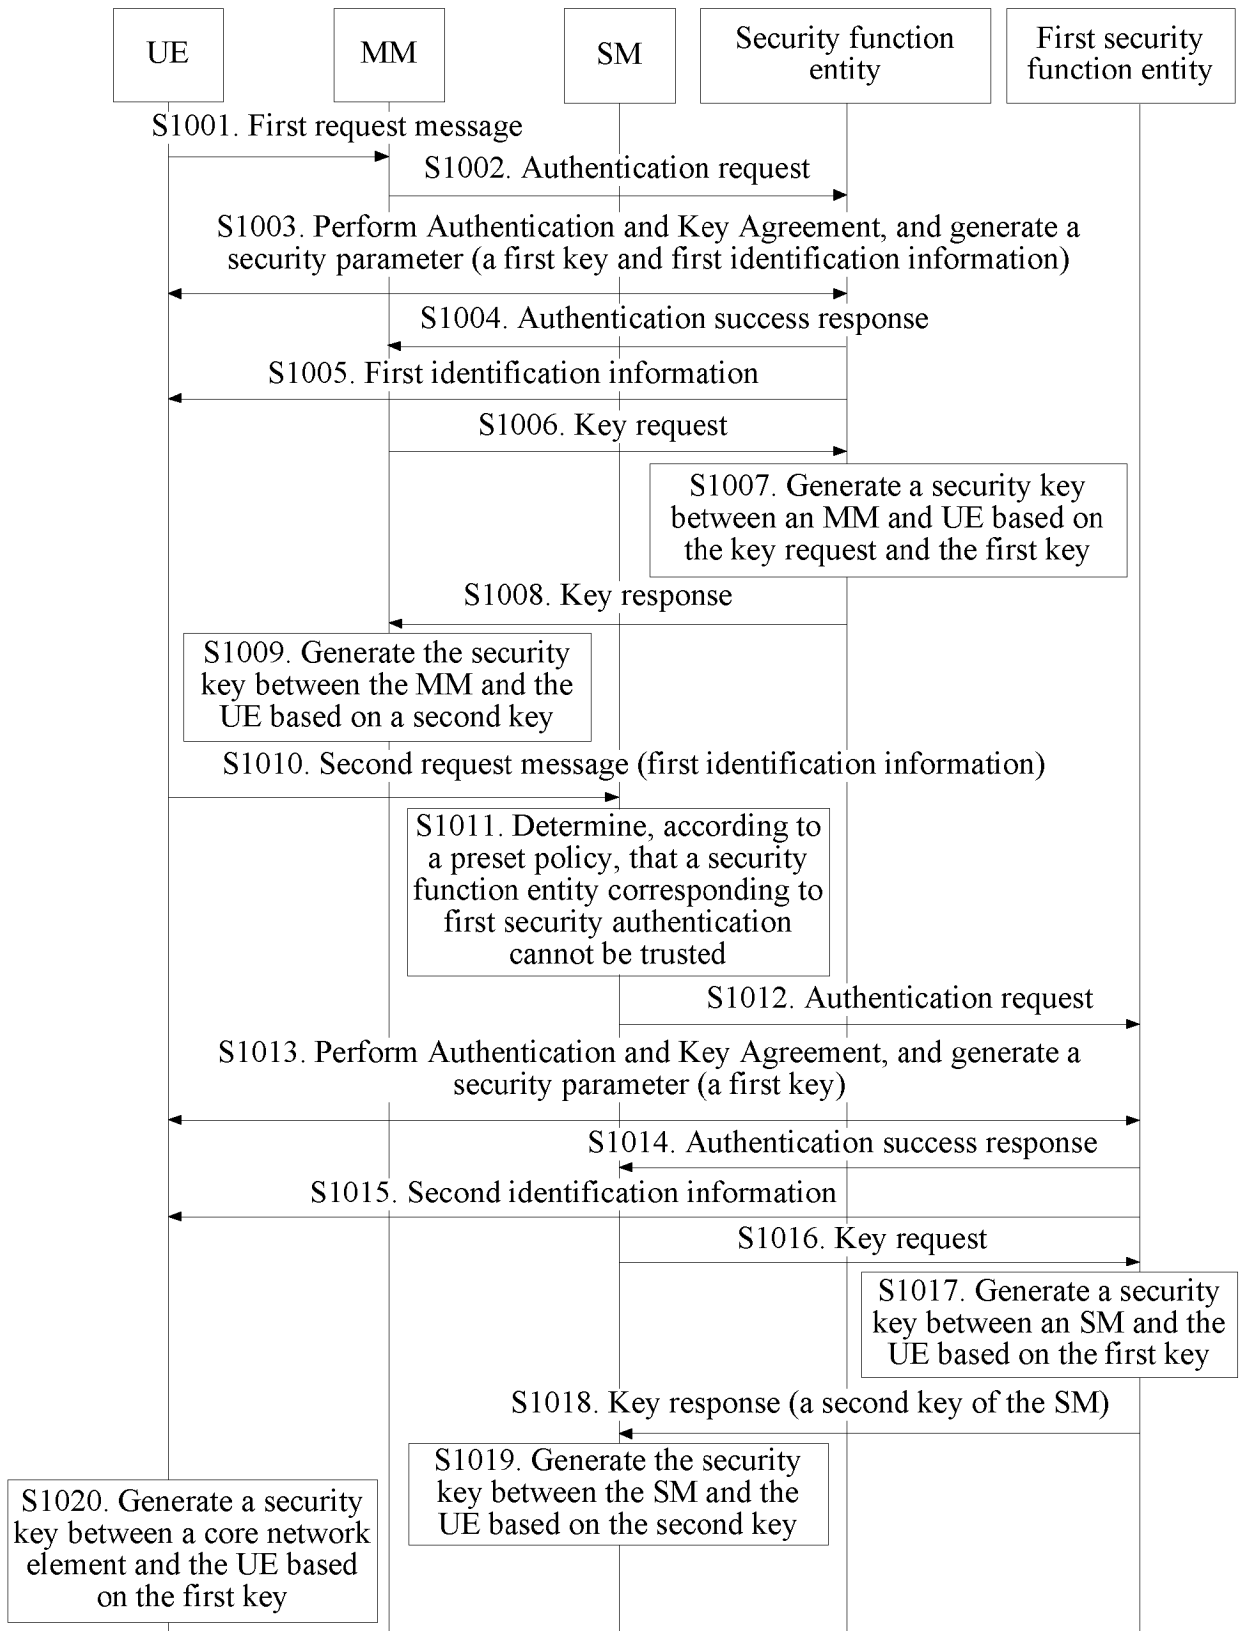 UE
MM
SM
Security function
entity
First security
function entity
S1001. First request message
S1002. Authentication request
S1003. Perform Authentication and Key Agreement, and generate a
security parameter (a first key and first identification information)
S1004. Authentication success response
S1005. First identification information
S1006. Key request
S1007. Generate a security key
between an MM and UE based on
the key request and the first key
S1008. Key response
S1009. Generate the security
key between the MM and the
UE based on a second key
S1010. Second request message (first identification information)
S1011. Determine, according to
a preset policy, that a security
function entity corresponding to
first security authentication
cannot be trusted
S1012. Authentication request
S1013. Perform Authentication and Key Agreement, and generate a
security parameter (a first key)
S1014. Authentication success response
S1015. Second identification information
S1016. Key request
S1017. Generate a security
key between an SM and the
UE based on the first key
S1018. Key response (a second key of the SM)
S1019. Generate the security
key between the SM and the
UE based on the second key
S1020. Generate a security
key between a core network
element and the UE based
on the first key